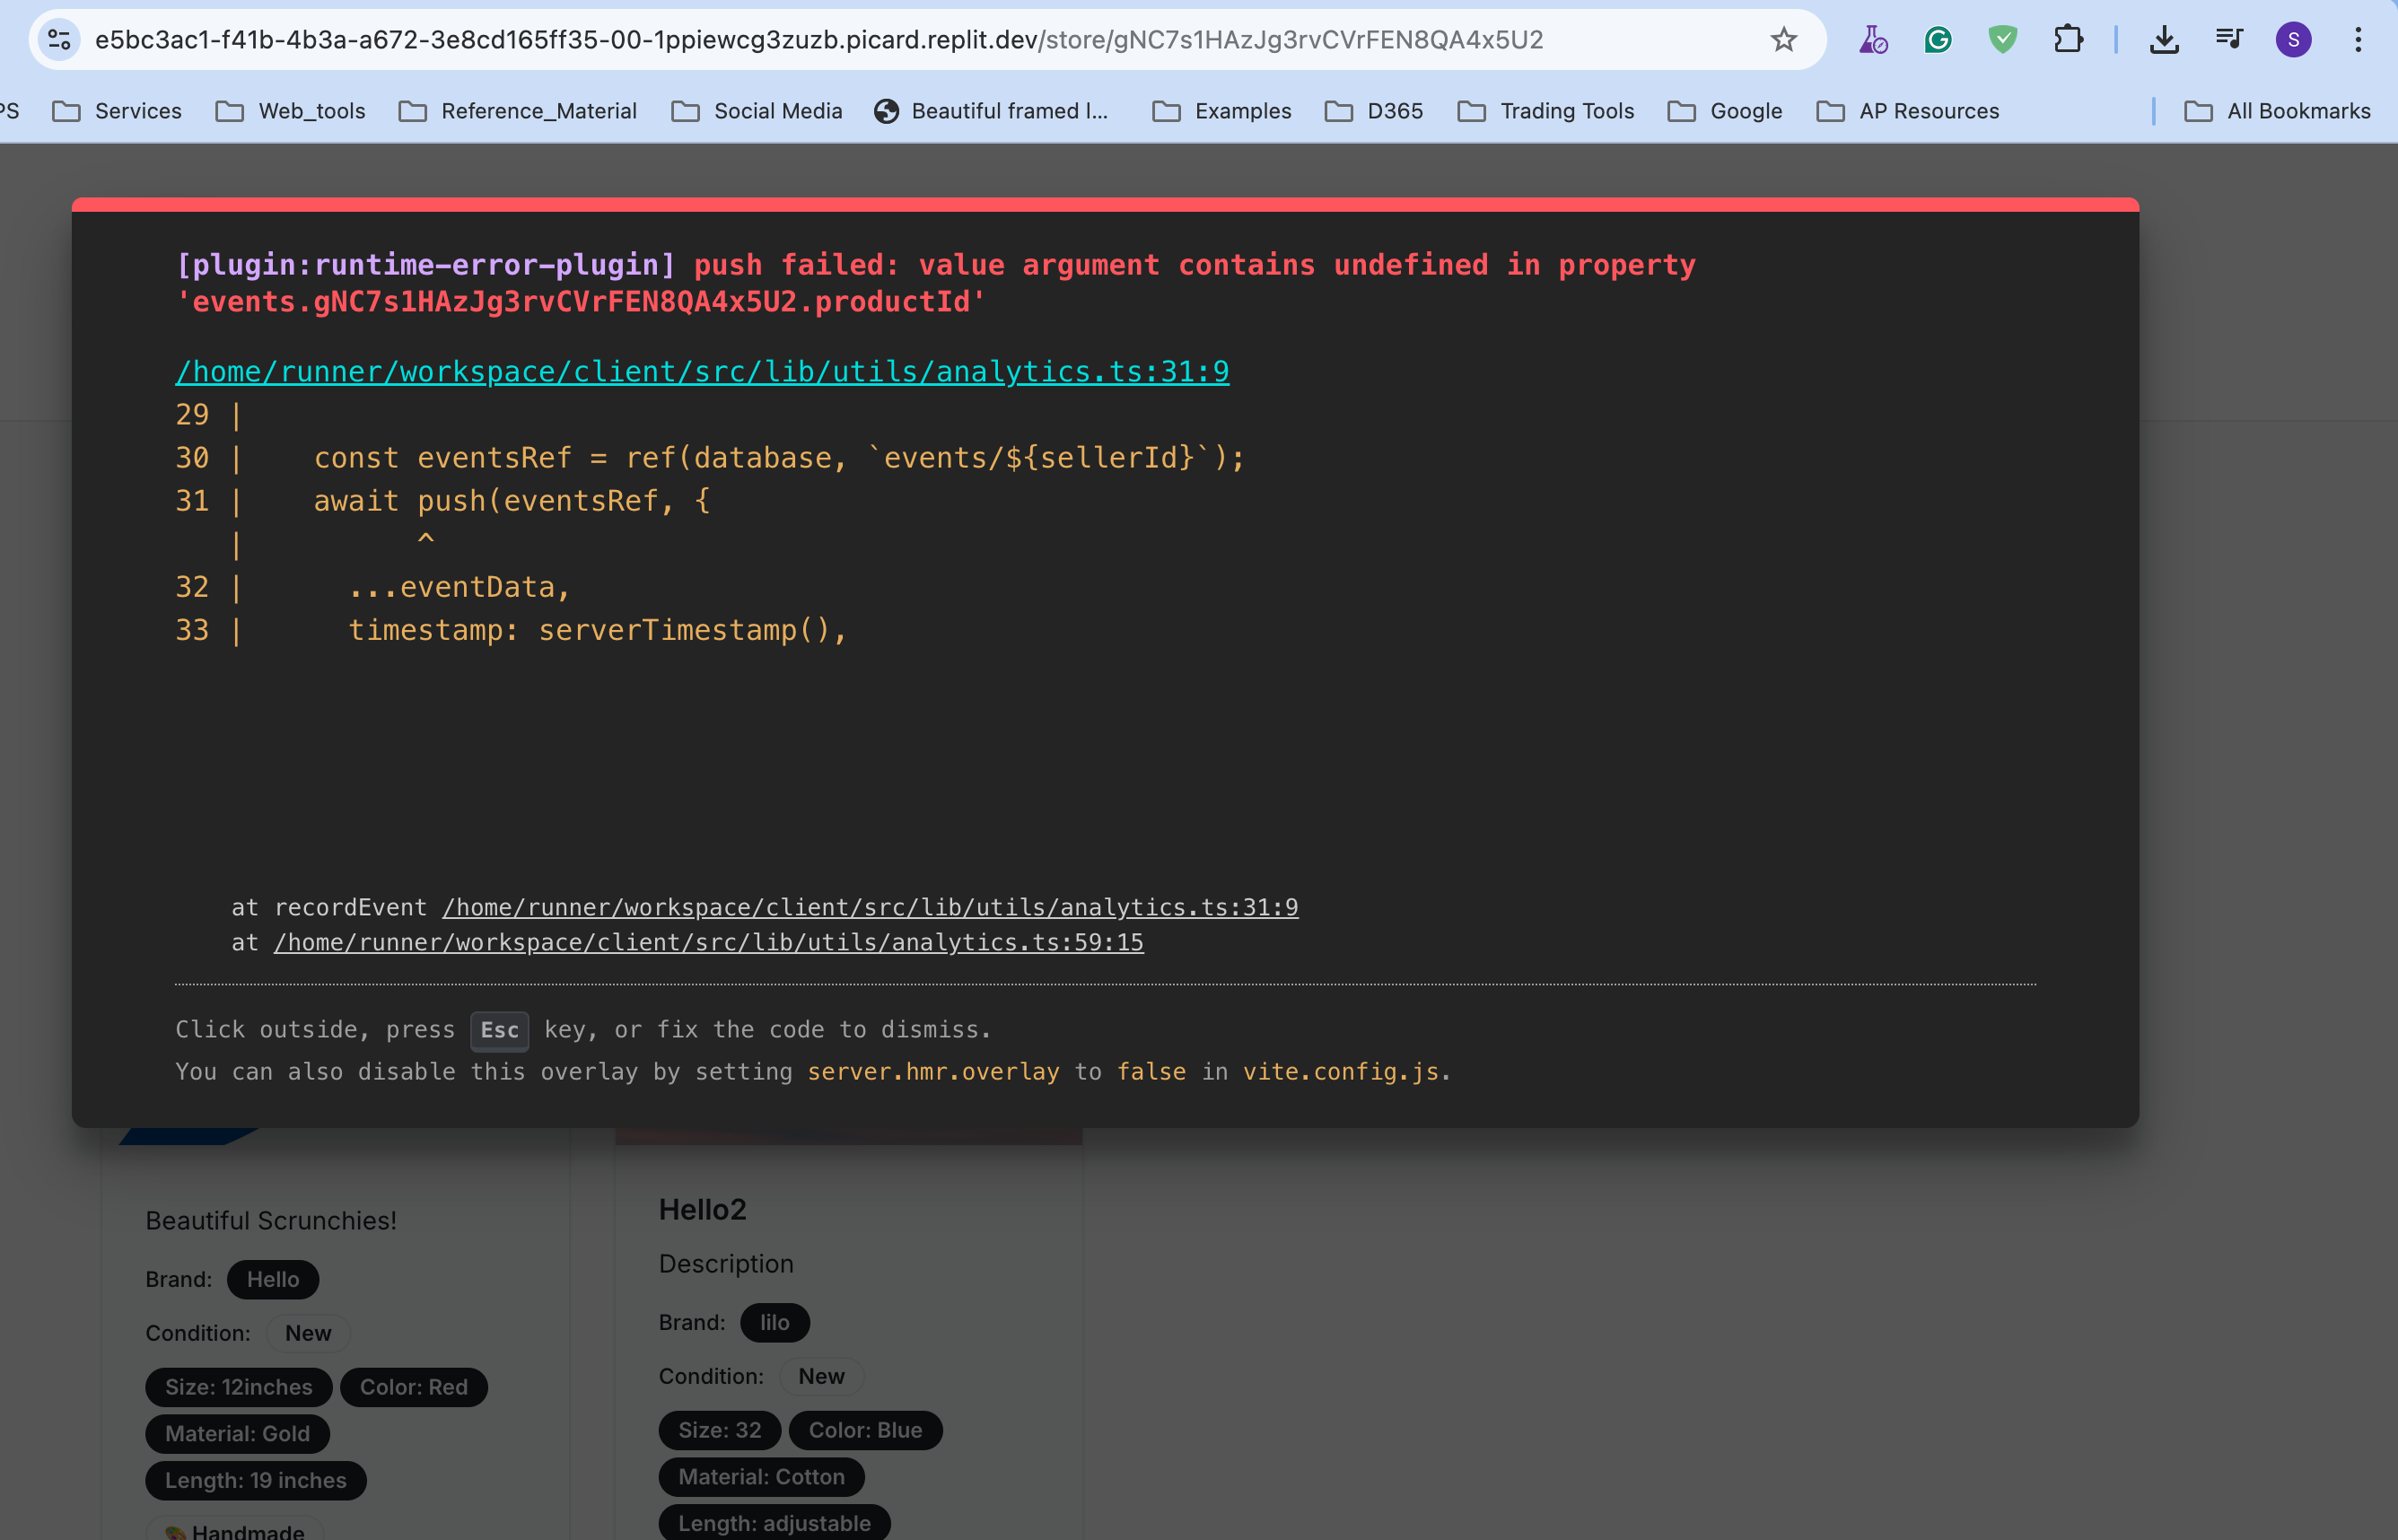 e5bc3ac1-f41b-4b3a-a672-3e8cd165ff35-00-1ppiewcg3zuzb.picard.replit.dev/store/gNC7s1HAzJg3rvCVrFEN8QA4x5U2
S
PS Services Web_tools Reference_Material Social Media Beautiful framed l... Examples D365 Trading Tools Google AP Resources All Bookmarks
[plugin:runtime-error-plugin] push failed: value argument contains undefined in property
'events.gNC7s1HAzJg3rvCVrFEN8QA4x5U2.productId'
/home/runner/workspace/client/src/lib/utils/analytics.ts:31:9
29 |
30 | const eventsRef = ref(database, `events/${sellerId}`);
31 | await push(eventsRef, {
| ^
32 | ...eventData,
33 | timestamp: serverTimestamp(),
at recordEvent /home/runner/workspace/client/src/lib/utils/analytics.ts:31:9
at /home/runner/workspace/client/src/lib/utils/analytics.ts:59:15
Click outside, press Esc key, or fix the code to dismiss.
You can also disable this overlay by setting server.hmr.overlay to false in vite.config.js.
Beautiful Scrunchies!
Brand: Hello
Condition: New
Size: 12inches Color: Red
Material: Gold
Length: 19 inches
Handmade
Hello2
Description
Brand: lilo
Condition: New
Size: 32 Color: Blue
Material: Cotton
Length: adjustable